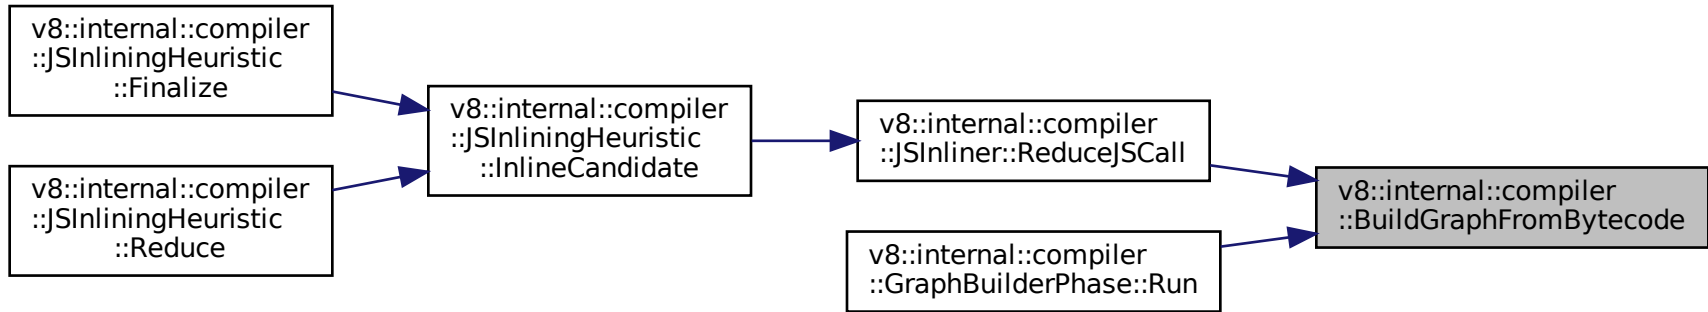 v8::internal::compiler
::JSInliningHeuristic
::Finalize
v8::internal::compiler
::JSInliningHeuristic
::Reduce
v8::internal::compiler
::JSInliningHeuristic
::InlineCandidate
v8::internal::compiler
::JSInliner::ReduceJSCall
v8::internal::compiler
::GraphBuilderPhase::Run
v8::internal::compiler
::BuildGraphFromBytecode